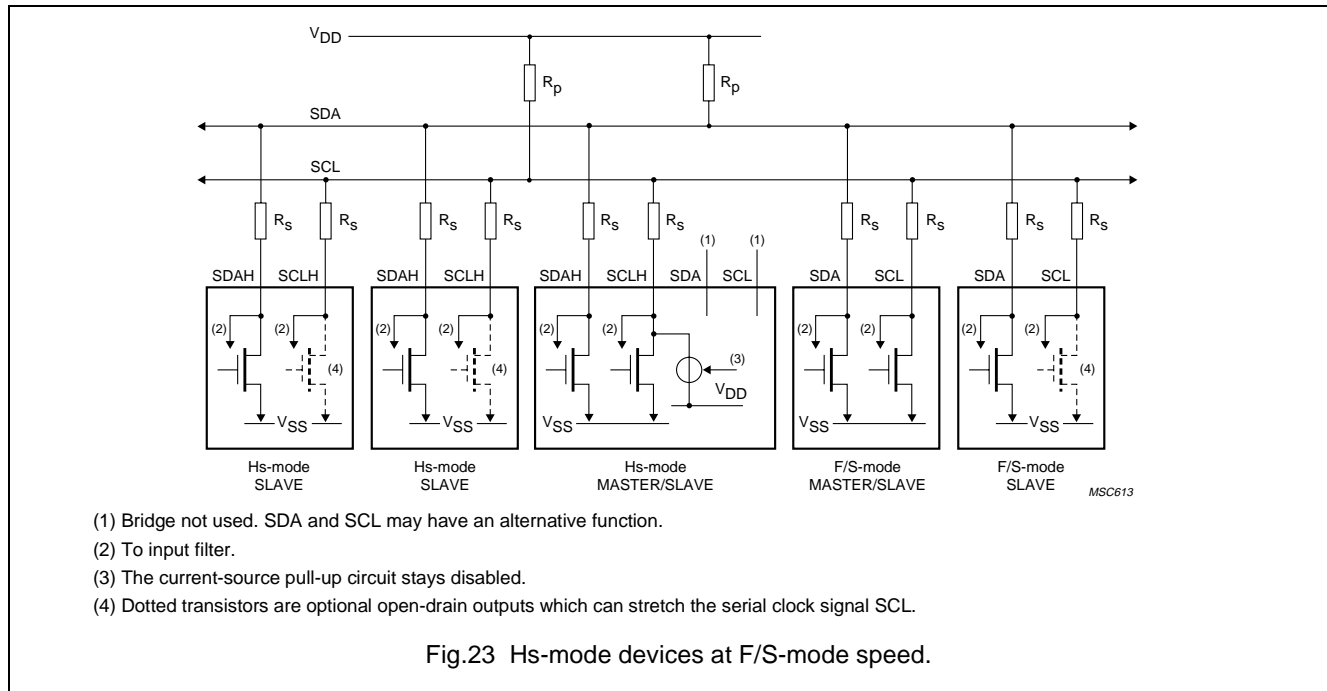 VDD
Rp Rp
SDA
SCL
Rs Rs Rs Rs Rs Rs Rs Rs Rs Rs
(1) (1)
SDAH SCLH SDAH SCLH SDAH SCLH SDA SCL SDA SCL SDA SCL
(2) (2) (2) (2) (2) (2) (2) (2) (2) (2)
(4) (4) (3) (4)
VDD
VSS VSS VSS VSS VSS
Hs-mode Hs-mode Hs-mode F/S-mode F/S-mode
SLAVE SLAVE MASTER/SLAVE MASTER/SLAVE SLAVE
MSC613
(1) Bridge not used. SDA and SCL may have an alternative function.
(2) To input filter.
(3) The current-source pull-up circuit stays disabled.
(4) Dotted transistors are optional open-drain outputs which can stretch the serial clock signal SCL.
Fig.23 Hs-mode devices at F/S-mode speed.